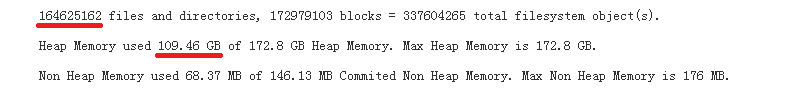 164625162 files and directories, 172979103 blocks = 337604265 total filesystem object(s).
Heap Memory used 109.46 GB of 172.8 GB Heap Memory. Max Heap Memory is 172.8 GB.
Non Heap Memory used 68.37 MB of 146.13 MB Commited Non Heap Memory. Max Non Heap Memory is 176 MB.